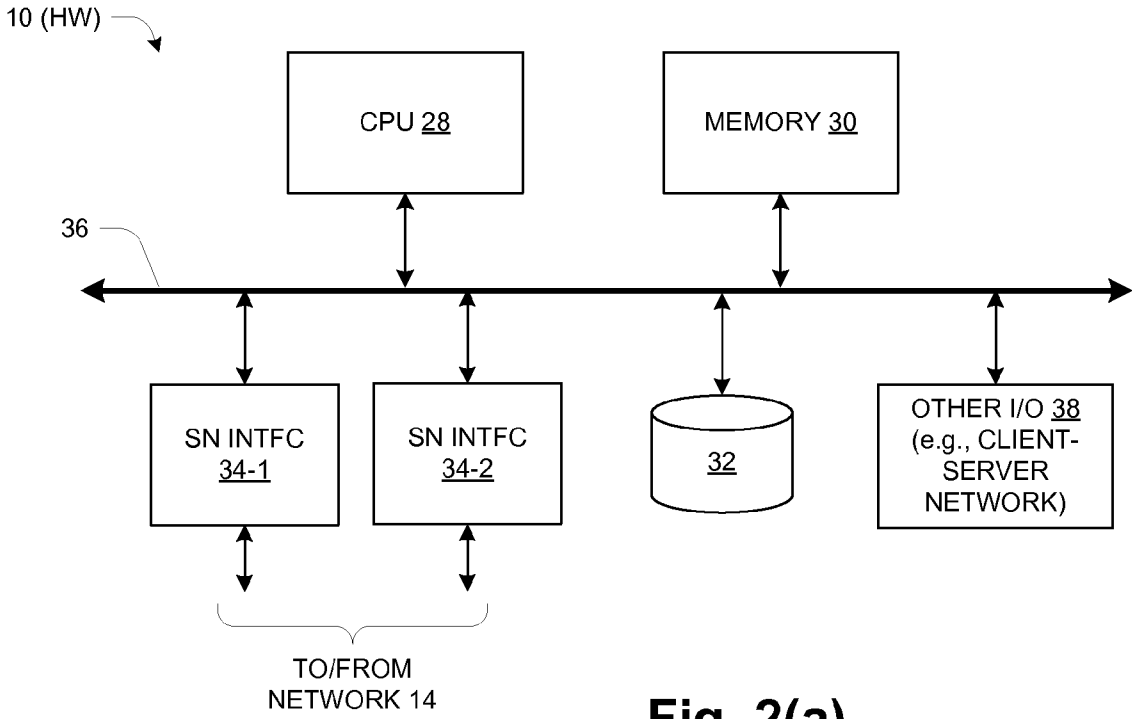 10 (HW)
CPU 28
MEMORY 30
36
SN INTFC
34-1
SN INTFC
34-2
32
OTHER I/O 38
(e.g., CLIENT-
SERVER
NETWORK)
TO/FROM
NETWORK 14
Fig. 2(a)